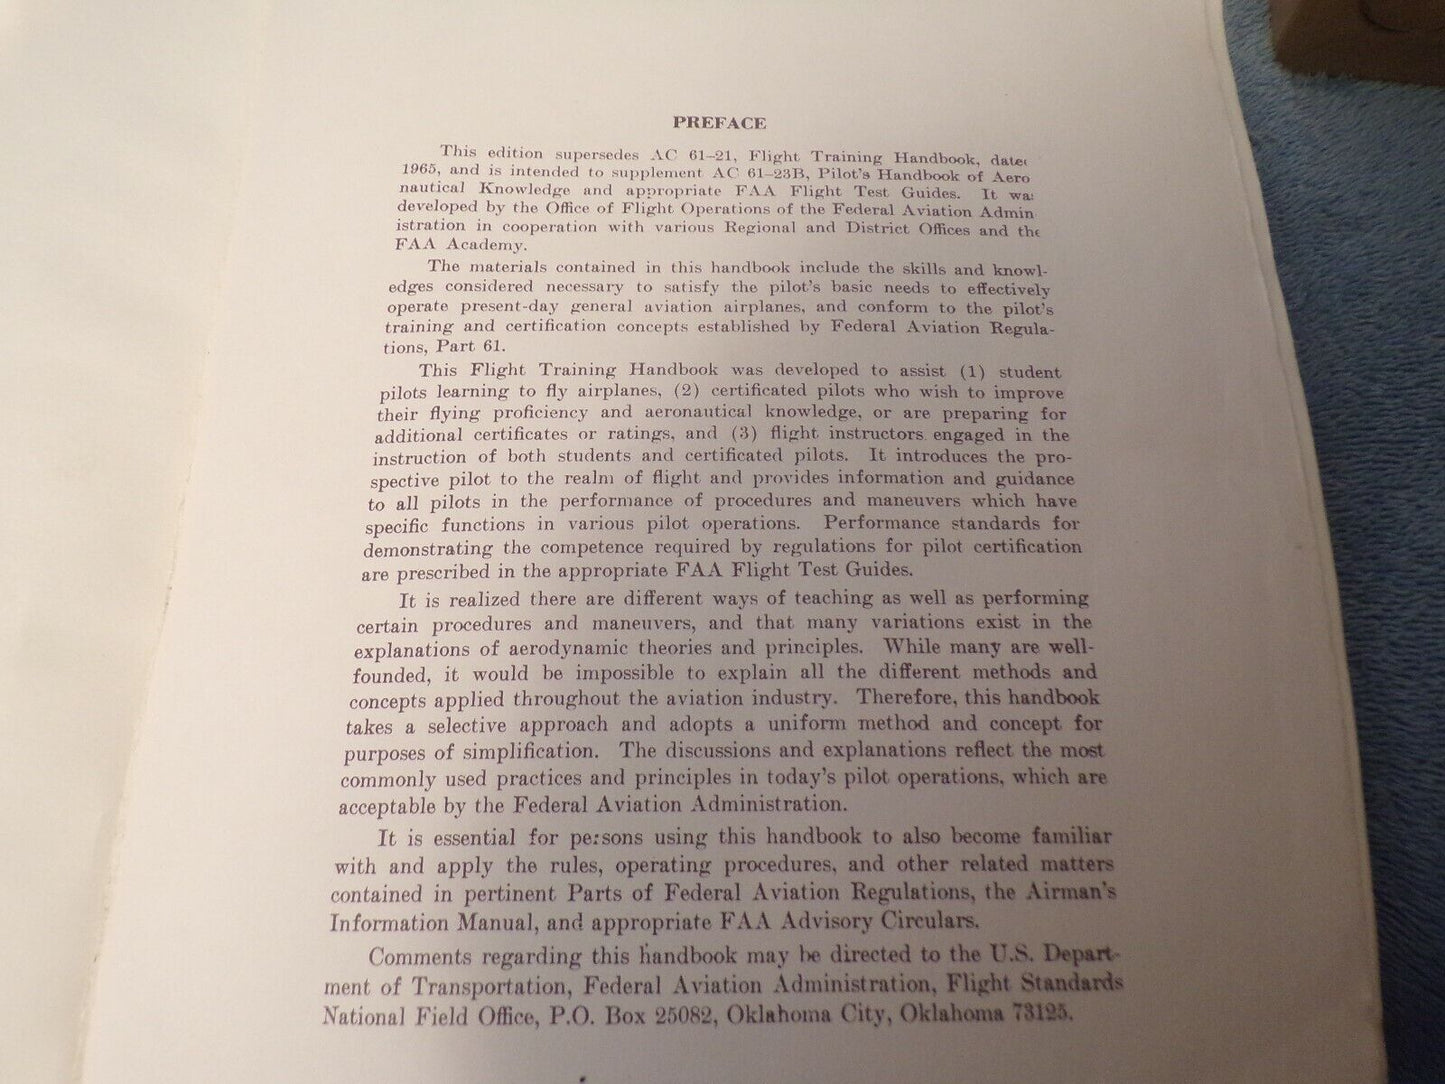 PREFACE
This edition supersedes AC 61–21, Flight Training Handbook, date
1965, and is intended to supplement AC 61–23B, Pilot's Handbook of Aero
nautical Knowledge and appropriate FAA Flight Test Guides. It wa
developed by the Office of Flight Operations of the Federal Aviation Admin
istration in cooperation with various Regional and District Offices and the
FAA Academy.
The materials contained in this handbook include the skills and knowl-
edges considered necessary to satisfy the pilot's basic needs to effectively
operate present-day general aviation airplanes, and conform to the pilot's
training and certification concepts established by Federal Aviation Regula-
tions, Part 61.
This Flight Training Handbook was developed to assist (1) student
pilots learning to fly airplanes, (2) certificated pilots who wish to improve
their flying proficiency and aeronautical knowledge, or are preparing for
additional certificates or ratings, and (3) flight instructors engaged in the
instruction of both students and certificated pilots. It introduces the pro-
spective pilot to the realm of flight and provides information and guidance
to all pilots in the performance of procedures and maneuvers which have
specific functions in various pilot operations. Performance standards for
demonstrating the competence required by regulations for pilot certification
are prescribed in the appropriate FAA Flight Test Guides.
It is realized there are different ways of teaching as well as performing
certain procedures and maneuvers, and that many variations exist in the
explanations of aerodynamic theories and principles. While many are well-
founded, it would be impossible to explain all the different methods and
concepts applied throughout the aviation industry. Therefore, this handbook
takes a selective approach and adopts a uniform method and concept for
purposes of simplification. The discussions and explanations reflect the most
commonly used practices and principles in today's pilot operations, which are
acceptable by the Federal Aviation Administration.
It is essential for persons using this handbook to also become familiar
with and apply the rules, operating procedures, and other related matters
contained in pertinent Parts of Federal Aviation Regulations, the Airman's
Information Manual, and appropriate FAA Advisory Circulars.
Comments regarding this handbook may be directed to the U.S. Depart-
ment of Transportation, Federal Aviation Administration, Flight Standards
National Field Office, P.O. Box 25082, Oklahoma City, Oklahoma 73125.